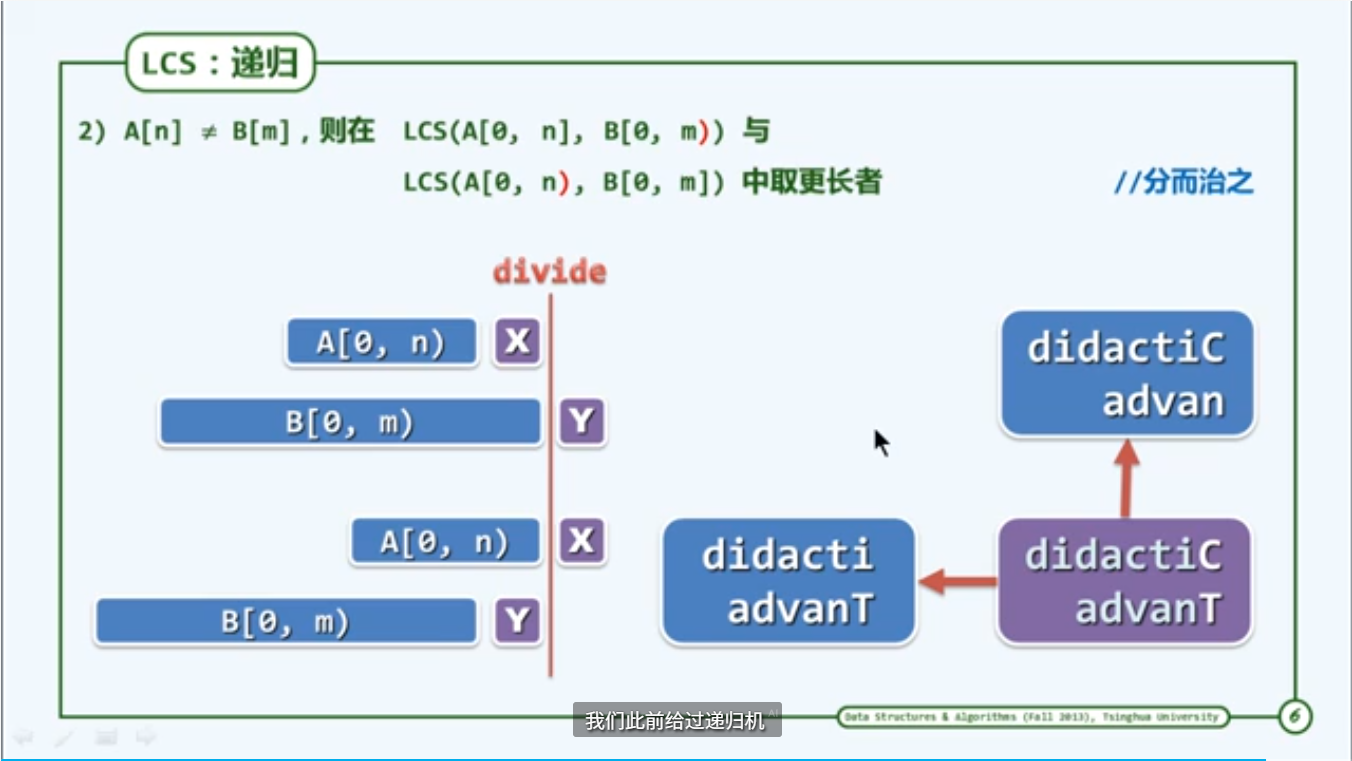 LCS：递归
2) A[n] ≠ B[m]，则在 LCS(A[0, n], B[0, m)) 与
LCS(A[0, n), B[0, m]) 中取更长者 //分而治之
divide
A[0, n) X
B[0, m) Y
A[0, n) X
B[0, m) Y
didactiC
advan
didacti
advanT
didactiC
advanT
我们此前给过递归机
AI
Data Structures & Algorithms (Fall 2013), Tsinghua University
6